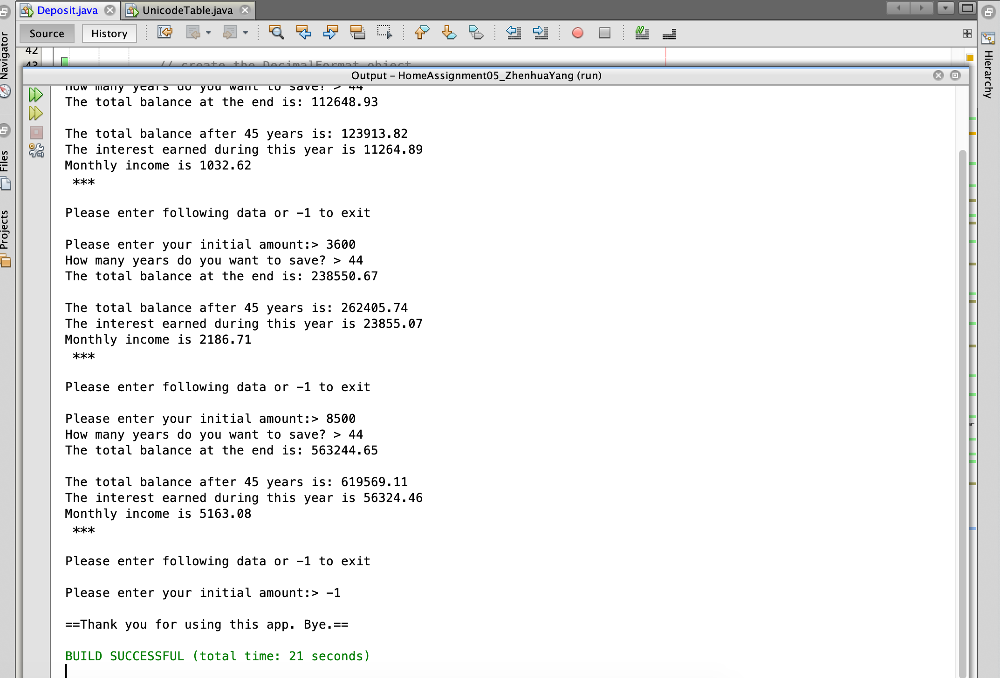 Deposit.java
UnicodeTable.java
Source
History
Navigator
Files
Projects
Hierarchy
42
43
// create the DecimalFormat object
Output – HomeAssignment05_ZhenhuaYang (run)
How many years do you want to save? > 44
The total balance at the end is: 112648.93
The total balance after 45 years is: 123913.82
The interest earned during this year is 11264.89
Monthly income is 1032.62
***
Please enter following data or -1 to exit
Please enter your initial amount:> 3600
How many years do you want to save? > 44
The total balance at the end is: 238550.67
The total balance after 45 years is: 262405.74
The interest earned during this year is 23855.07
Monthly income is 2186.71
***
Please enter following data or -1 to exit
Please enter your initial amount:> 8500
How many years do you want to save? > 44
The total balance at the end is: 563244.65
The total balance after 45 years is: 619569.11
The interest earned during this year is 56324.46
Monthly income is 5163.08
***
Please enter following data or -1 to exit
Please enter your initial amount:> -1
==Thank you for using this app. Bye.==
BUILD SUCCESSFUL (total time: 21 seconds)